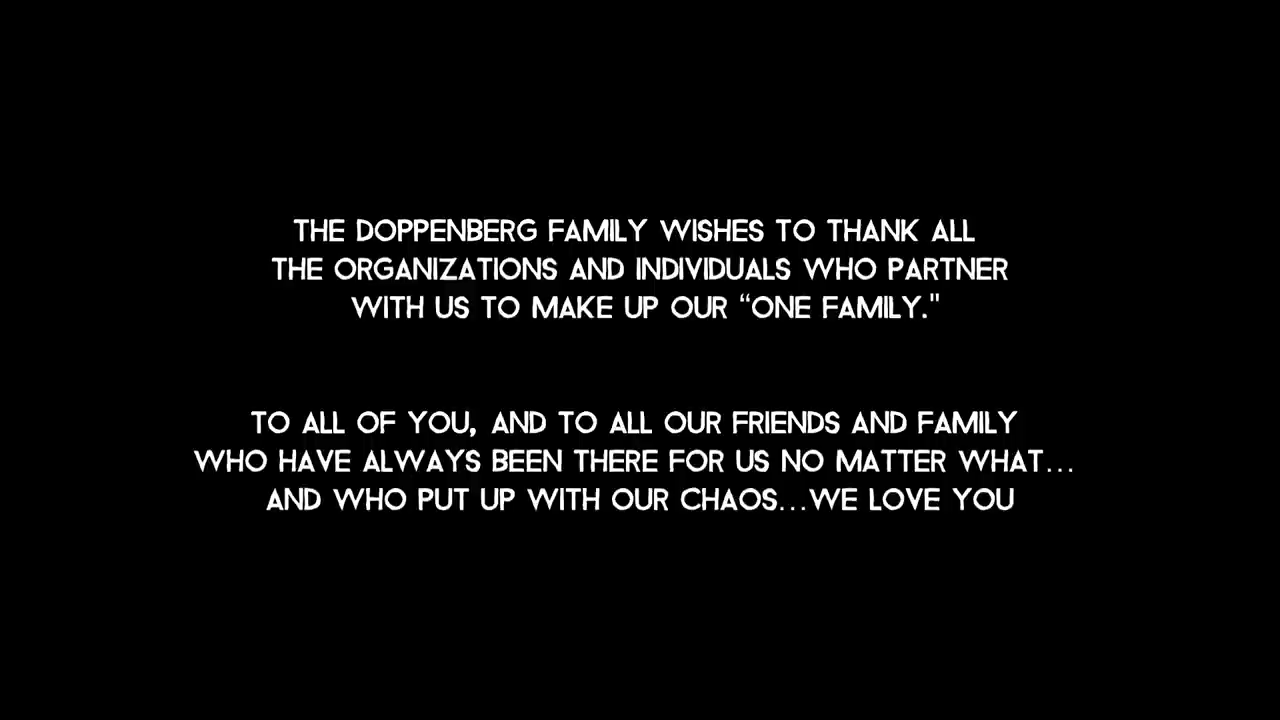 THE DOPPENBERG FAMILY WISHES TO THANK ALL
THE ORGANIZATIONS AND INDIVIDUALS WHO PARTNER
WITH US TO MAKE UP OUR “ONE FAMILY."
TO ALL OF YOU, AND TO ALL OUR FRIENDS AND FAMILY
WHO HAVE ALWAYS BEEN THERE FOR US NO MATTER WHAT...
AND WHO PUT UP WITH OUR CHAOS...WE LOVE YOU